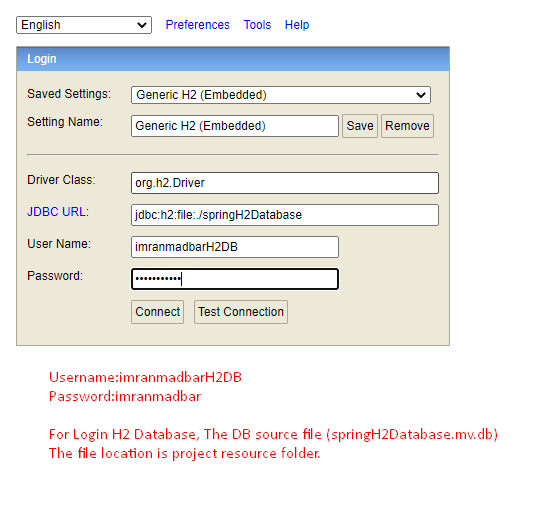 English Preferences Tools Help
Login
Saved Settings: Generic H2 (Embedded)
Setting Name: Generic H2 (Embedded) Save Remove
Driver Class: org.h2.Driver
JDBC URL: jdbc:h2:file:./springH2Database
User Name: imranmadbarH2DB
Password: •••••••••••
Connect Test Connection
Username:imranmadbarH2DB
Password:imranmadbar
For Login H2 Database, The DB source file (springH2Database.mv.db)
The file location is project resource folder.